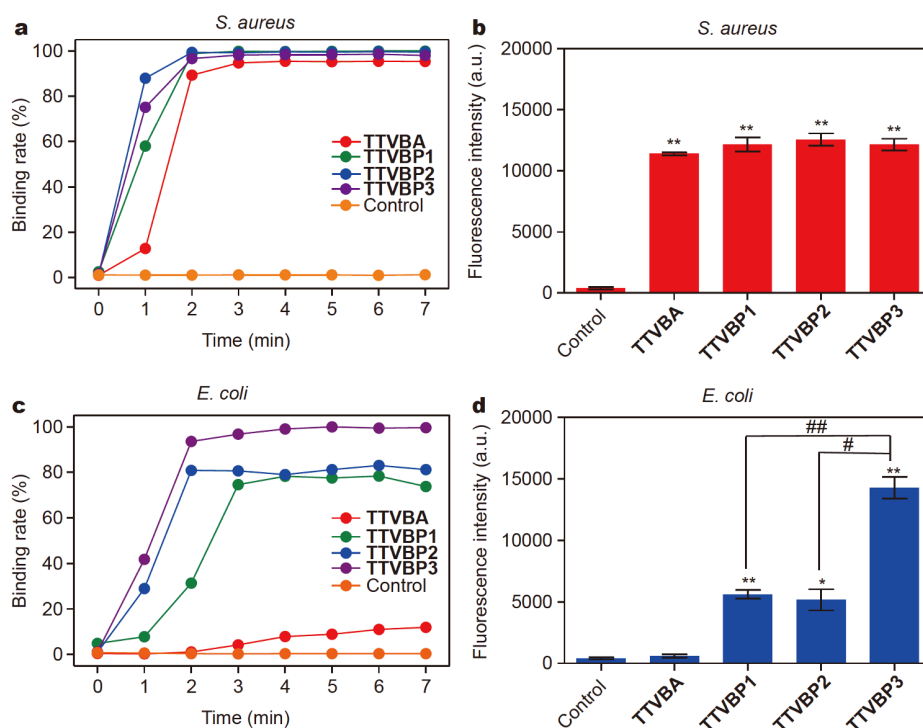 a
S. aureus
Binding rate (%)
100
80
60
40
20
0
TTVBA
TTVBP1
TTVBP2
TTVBP3
Control
0 1 2 3 4 5 6 7
Time (min)
b
S. aureus
Fluorescence intensity (a.u.)
20000
15000
10000
5000
0
** ** ** **
Control TTVBA TTVBP1 TTVBP2 TTVBP3
c
E. coli
Binding rate (%)
100
80
60
40
20
0
TTVBA
TTVBP1
TTVBP2
TTVBP3
Control
0 1 2 3 4 5 6 7
Time (min)
d
E. coli
Fluorescence intensity (a.u.)
20000
15000
10000
5000
0
##
#
**
** *
Control TTVBA TTVBP1 TTVBP2 TTVBP3